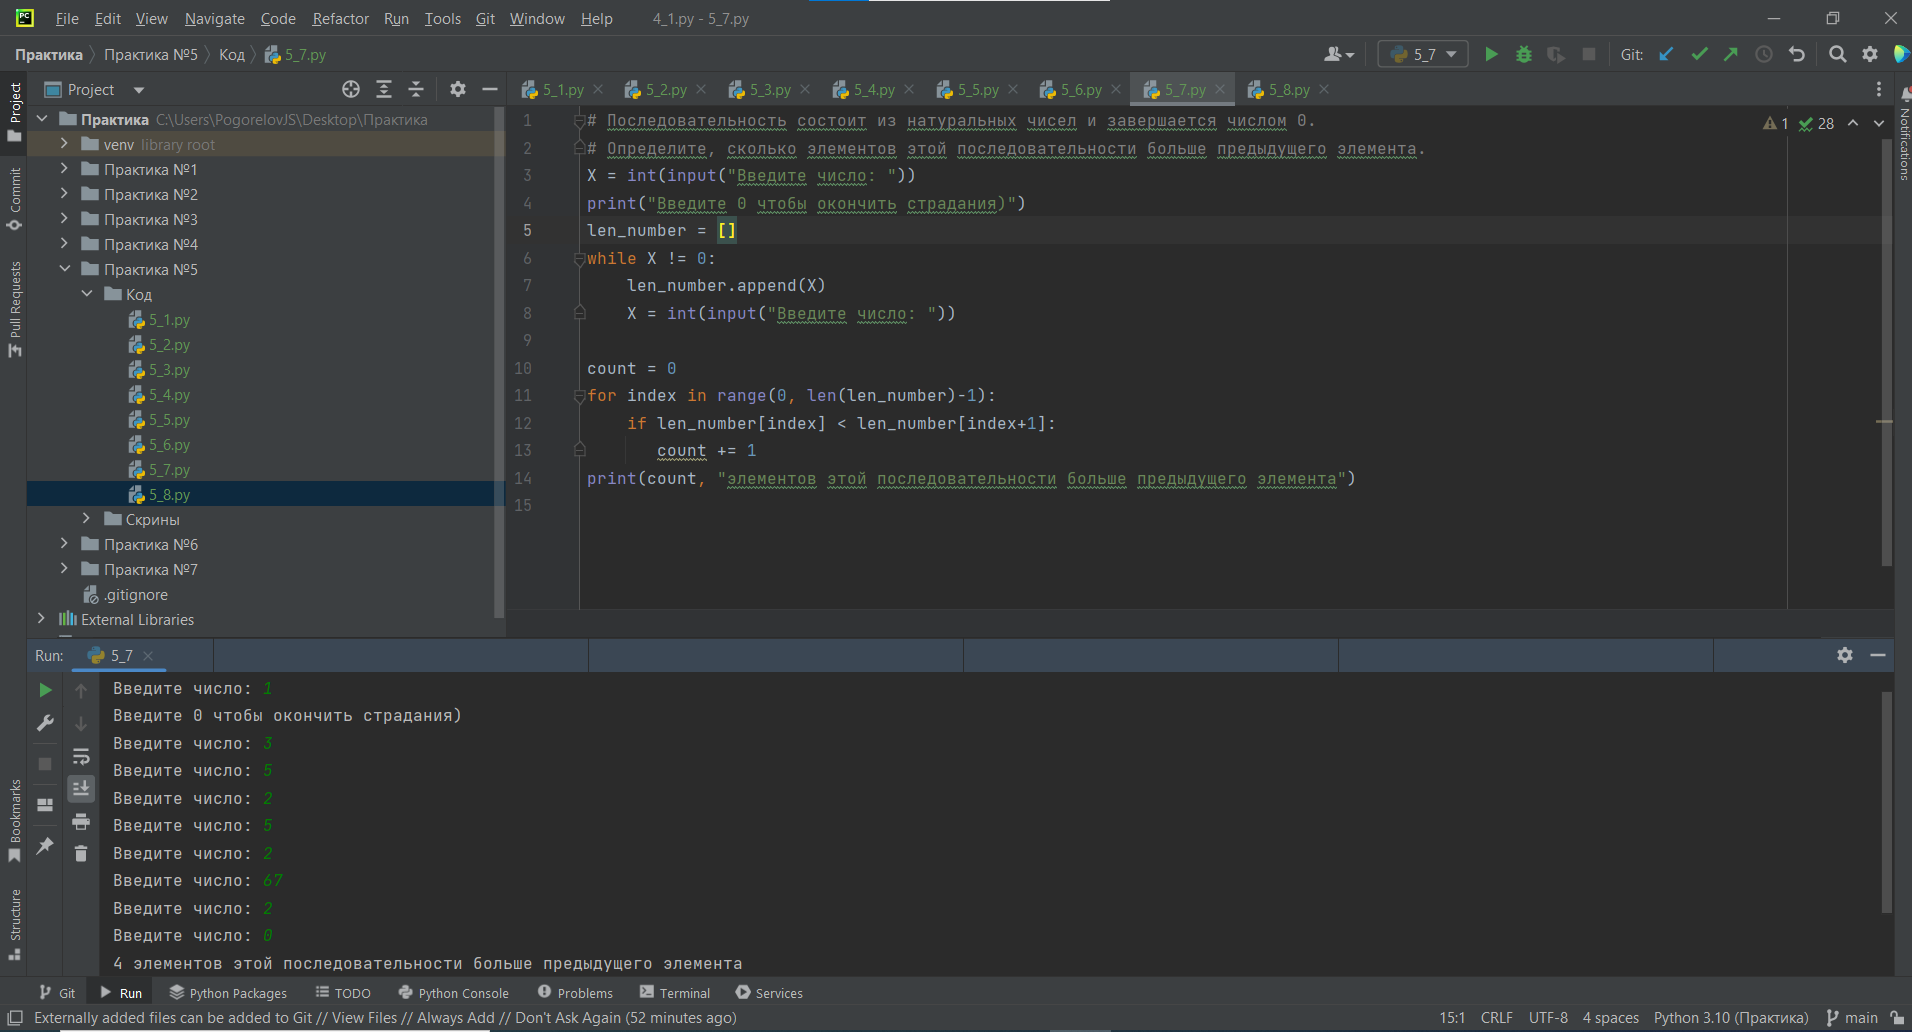 PC File Edit View Navigate Code Refactor Run Tools Git Window Help 4_1.py - 5_7.py
Практика Практика №5 Код 5_7.py 5_7 Git:
Project
Commit
Pull Requests
Bookmarks
Structure
Notifications
Project
Практика C:\Users\PogorelovJS\Desktop\Практика
venv library root
Практика №1
Практика №2
Практика №3
Практика №4
Практика №5
Код
5_1.py
5_2.py
5_3.py
5_4.py
5_5.py
5_6.py
5_7.py
5_8.py
Скрины
Практика №6
Практика №7
.gitignore
External Libraries
5_1.py 5_2.py 5_3.py 5_4.py 5_5.py 5_6.py 5_7.py 5_8.py
1 28
1 # Последовательность состоит из натуральных чисел и завершается числом 0.
2 # Определите, сколько элементов этой последовательности больше предыдущего элемента.
3 X = int(input("Введите число: "))
4 print("Введите 0 чтобы окончить страдания)")
5 len_number = []
6 while X != 0:
7 len_number.append(X)
8 X = int(input("Введите число: "))
9
10 count = 0
11 for index in range(0, len(len_number)-1):
12 if len_number[index] < len_number[index+1]:
13 count += 1
14 print(count, "элементов этой последовательности больше предыдущего элемента")
15
Run: 5_7
Введите число: 1
Введите 0 чтобы окончить страдания)
Введите число: 3
Введите число: 5
Введите число: 2
Введите число: 5
Введите число: 2
Введите число: 67
Введите число: 2
Введите число: 0
4 элементов этой последовательности больше предыдущего элемента
Git Run Python Packages TODO Python Console Problems Terminal Services
Externally added files can be added to Git // View Files // Always Add // Don't Ask Again (52 minutes ago) 15:1 CRLF UTF-8 4 spaces Python 3.10 (Практика) main